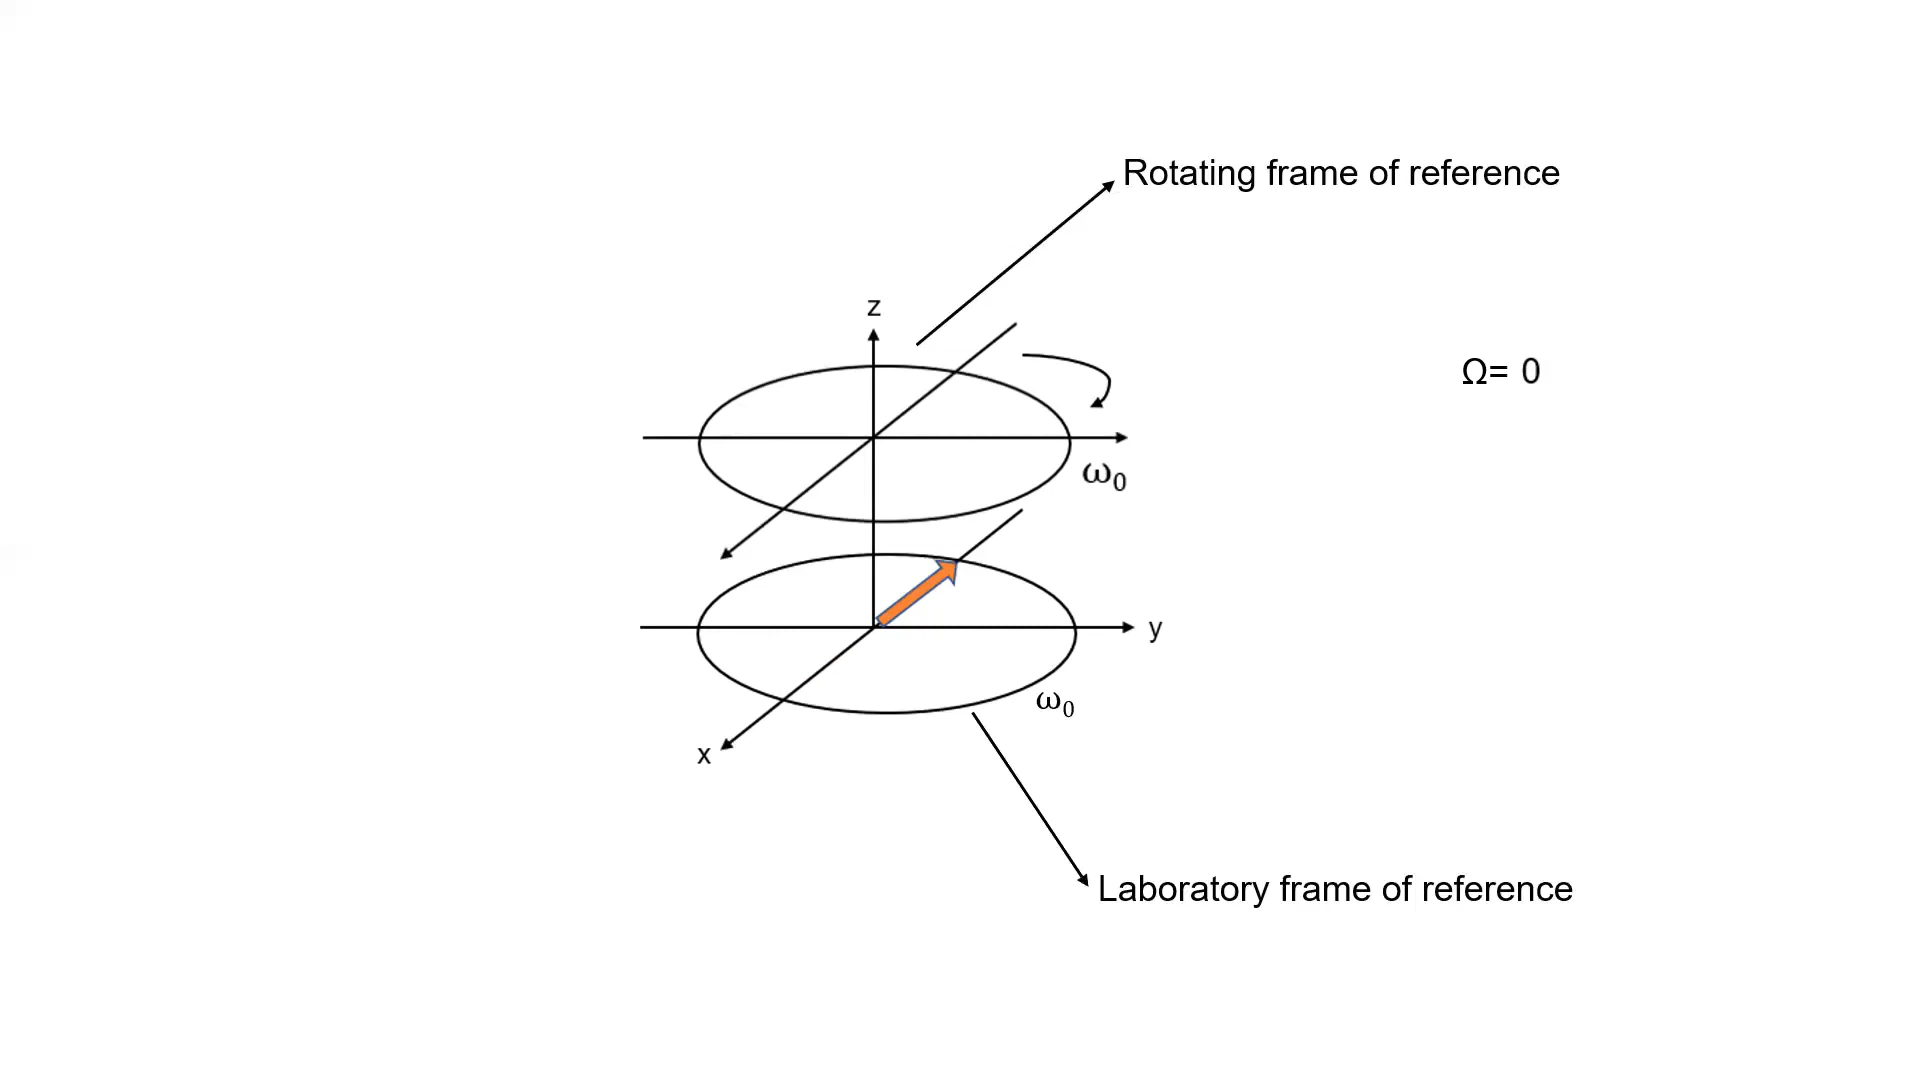 Rotating frame of reference
z
Ω= 0
ω₀
y
ω₀
x
Laboratory frame of reference